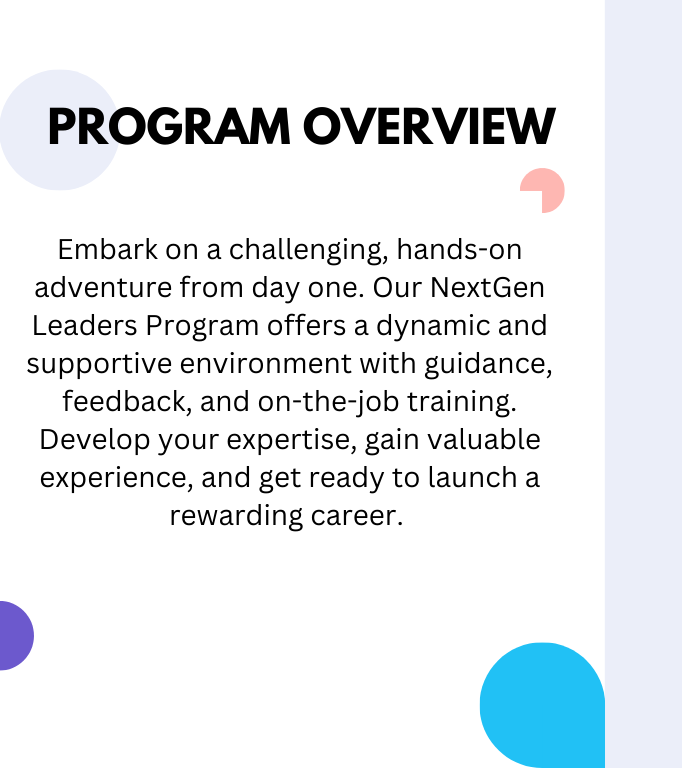 PROGRAM OVERVIEW
Embark on a challenging, hands-on
adventure from day one. Our NextGen
Leaders Program offers a dynamic and
supportive environment with guidance,
feedback, and on-the-job training.
Develop your expertise, gain valuable
experience, and get ready to launch a
rewarding career.